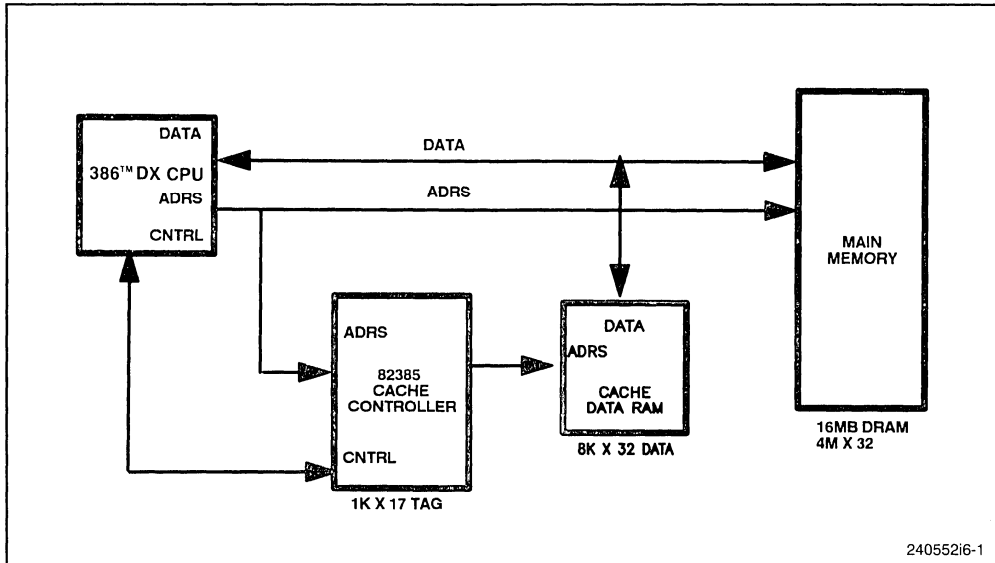 DATA
386™ DX CPU
ADRS
CNTRL
DATA
ADRS
MAIN
MEMORY
16MB DRAM
4M X 32
ADRS
82385
CACHE
CONTROLLER
CNTRL
1K X 17 TAG
DATA
ADRS
CACHE
DATA RAM
8K X 32 DATA
240552i6-1